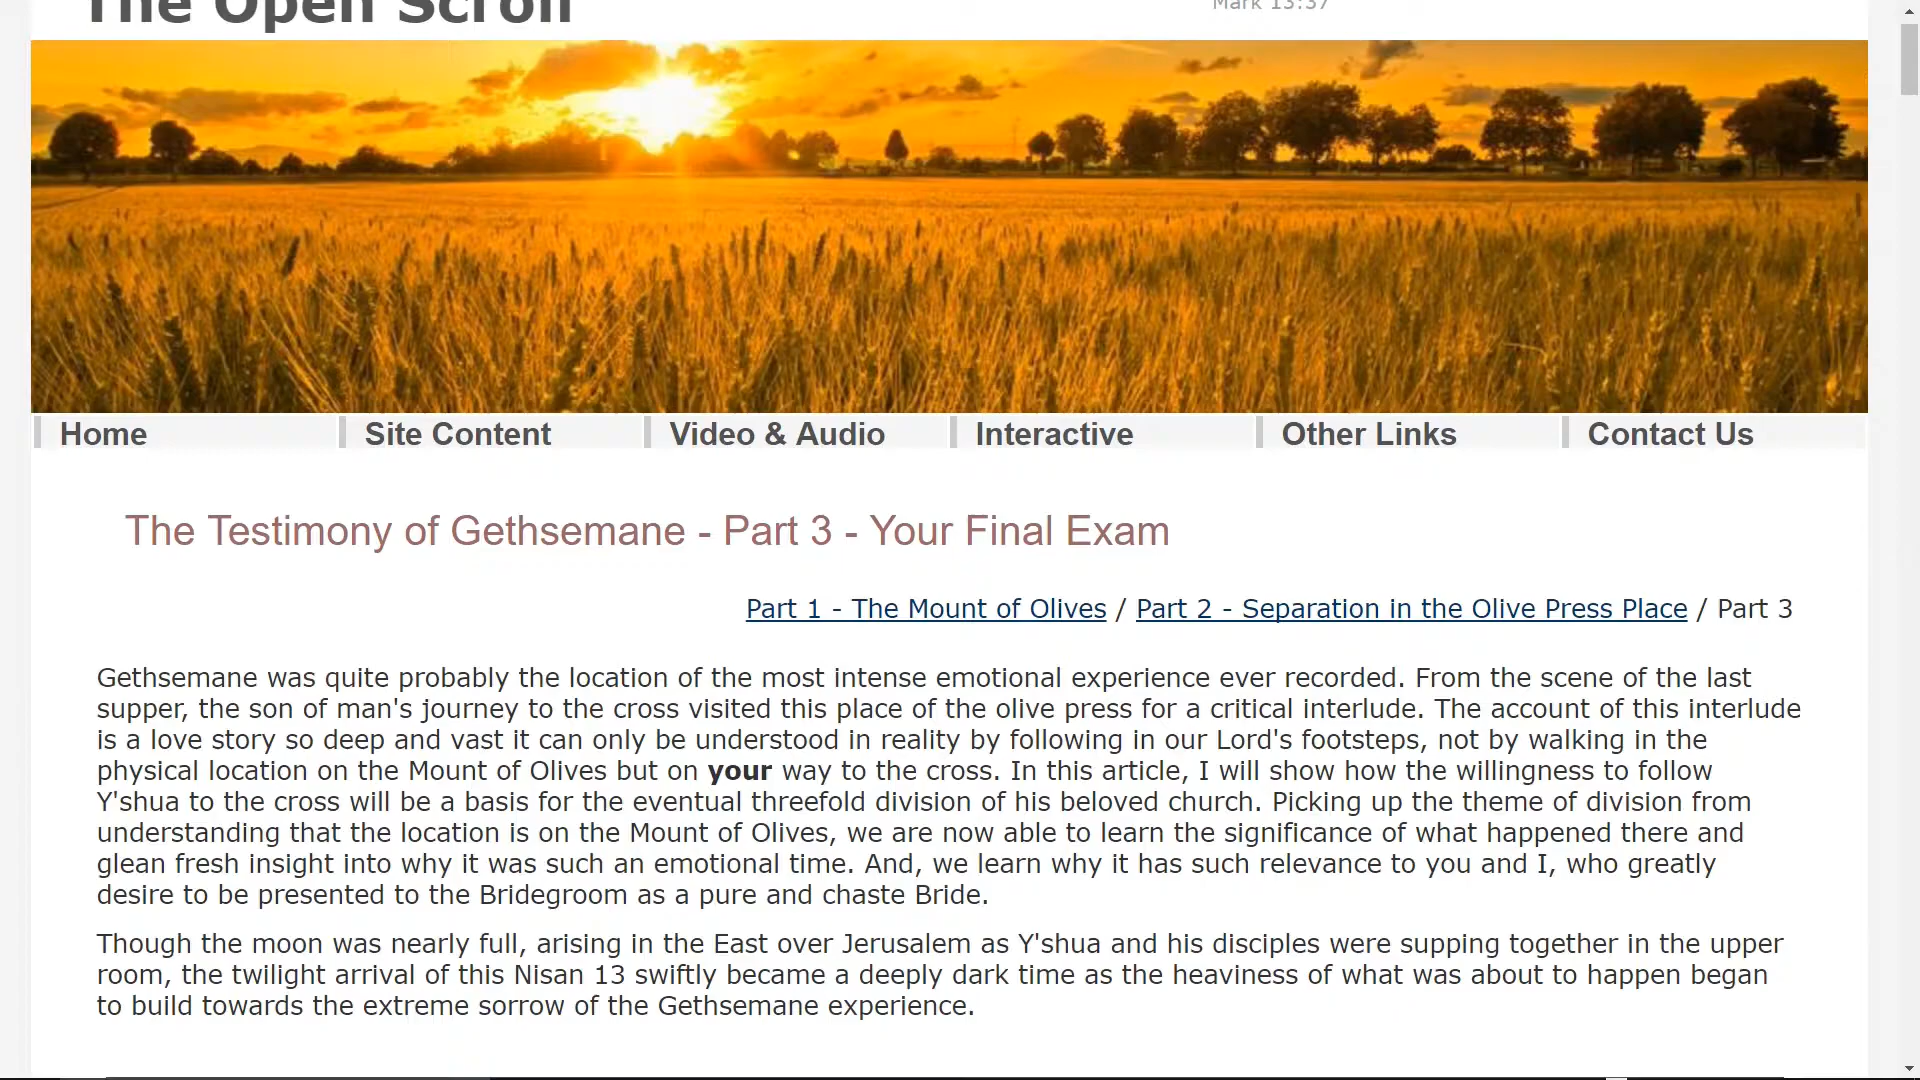 The Open Scroll
Mark 13:37
Home
Site Content
Video & Audio
Interactive
Other Links
Contact Us
The Testimony of Gethsemane - Part 3 - Your Final Exam
Part 1 - The Mount of Olives / Part 2 - Separation in the Olive Press Place / Part 3
Gethsemane was quite probably the location of the most intense emotional experience ever recorded. From the scene of the last
supper, the son of man's journey to the cross visited this place of the olive press for a critical interlude. The account of this interlude
is a love story so deep and vast it can only be understood in reality by following in our Lord's footsteps, not by walking in the
physical location on the Mount of Olives but on your way to the cross. In this article, I will show how the willingness to follow
Y'shua to the cross will be a basis for the eventual threefold division of his beloved church. Picking up the theme of division from
understanding that the location is on the Mount of Olives, we are now able to learn the significance of what happened there and
glean fresh insight into why it was such an emotional time. And, we learn why it has such relevance to you and I, who greatly
desire to be presented to the Bridegroom as a pure and chaste Bride.
Though the moon was nearly full, arising in the East over Jerusalem as Y'shua and his disciples were supping together in the upper
room, the twilight arrival of this Nisan 13 swiftly became a deeply dark time as the heaviness of what was about to happen began
to build towards the extreme sorrow of the Gethsemane experience.